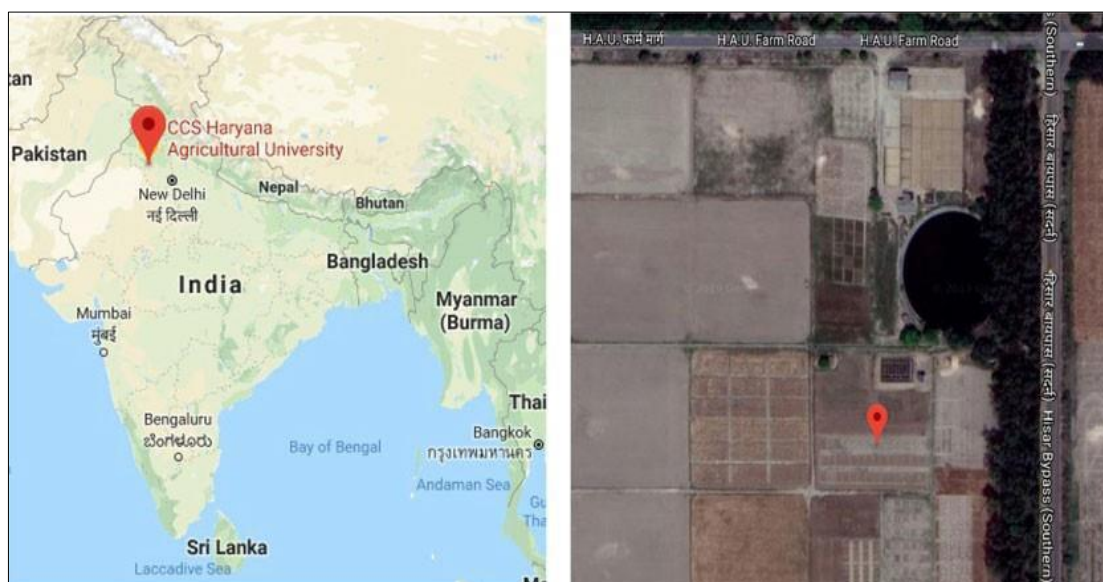 tan
Pakistan
CCS Haryana
Agricultural University
New Delhi
नई दिल्ली
Nepal
Bhutan
Bangladesh
India
Myanmar
(Burma)
Mumbai
मुंबई
Bengaluru
ಬೆಂಗಳೂರು
Bay of Bengal
Thai
Bangkok
กรุงเทพมหานคร
Andaman Sea
Gu
Tha
Sri Lanka
Laccadive Sea
H.A.U. फार्म मार्ग
H.A.U. Farm Road
H.A.U. Farm Road
(Southern)
हिसार बायपास (सदर्न)
हिसार बायपास (सदर्न)
Hisar Bypass (Southern